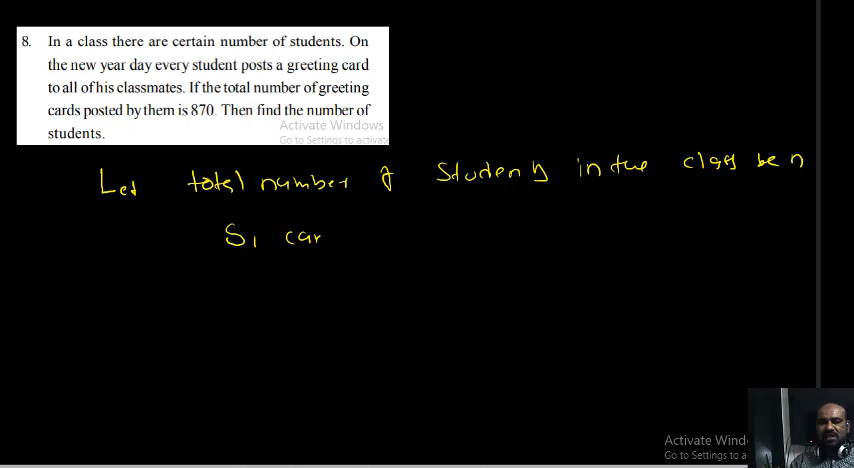 8. In a class there are certain number of students. On
the new year day every student posts a greeting card
to all of his classmates. If the total number of greeting
cards posted by them is 870. Then find the number of
students.
Activate Windows
Go to Settings to activate
Let total number of Students in the class be n
S1 car
Activate Wind
Go to Settings to a